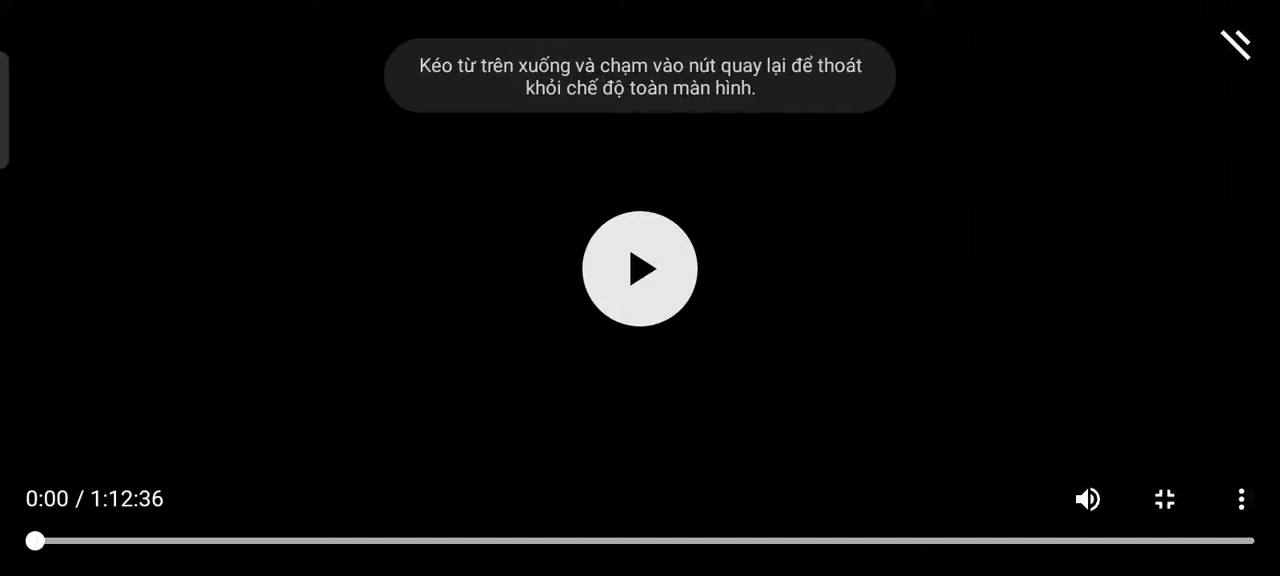 Kéo từ trên xuống và chạm vào nút quay lại để thoát
khỏi chế độ toàn màn hình.
0:00 / 1:12:36